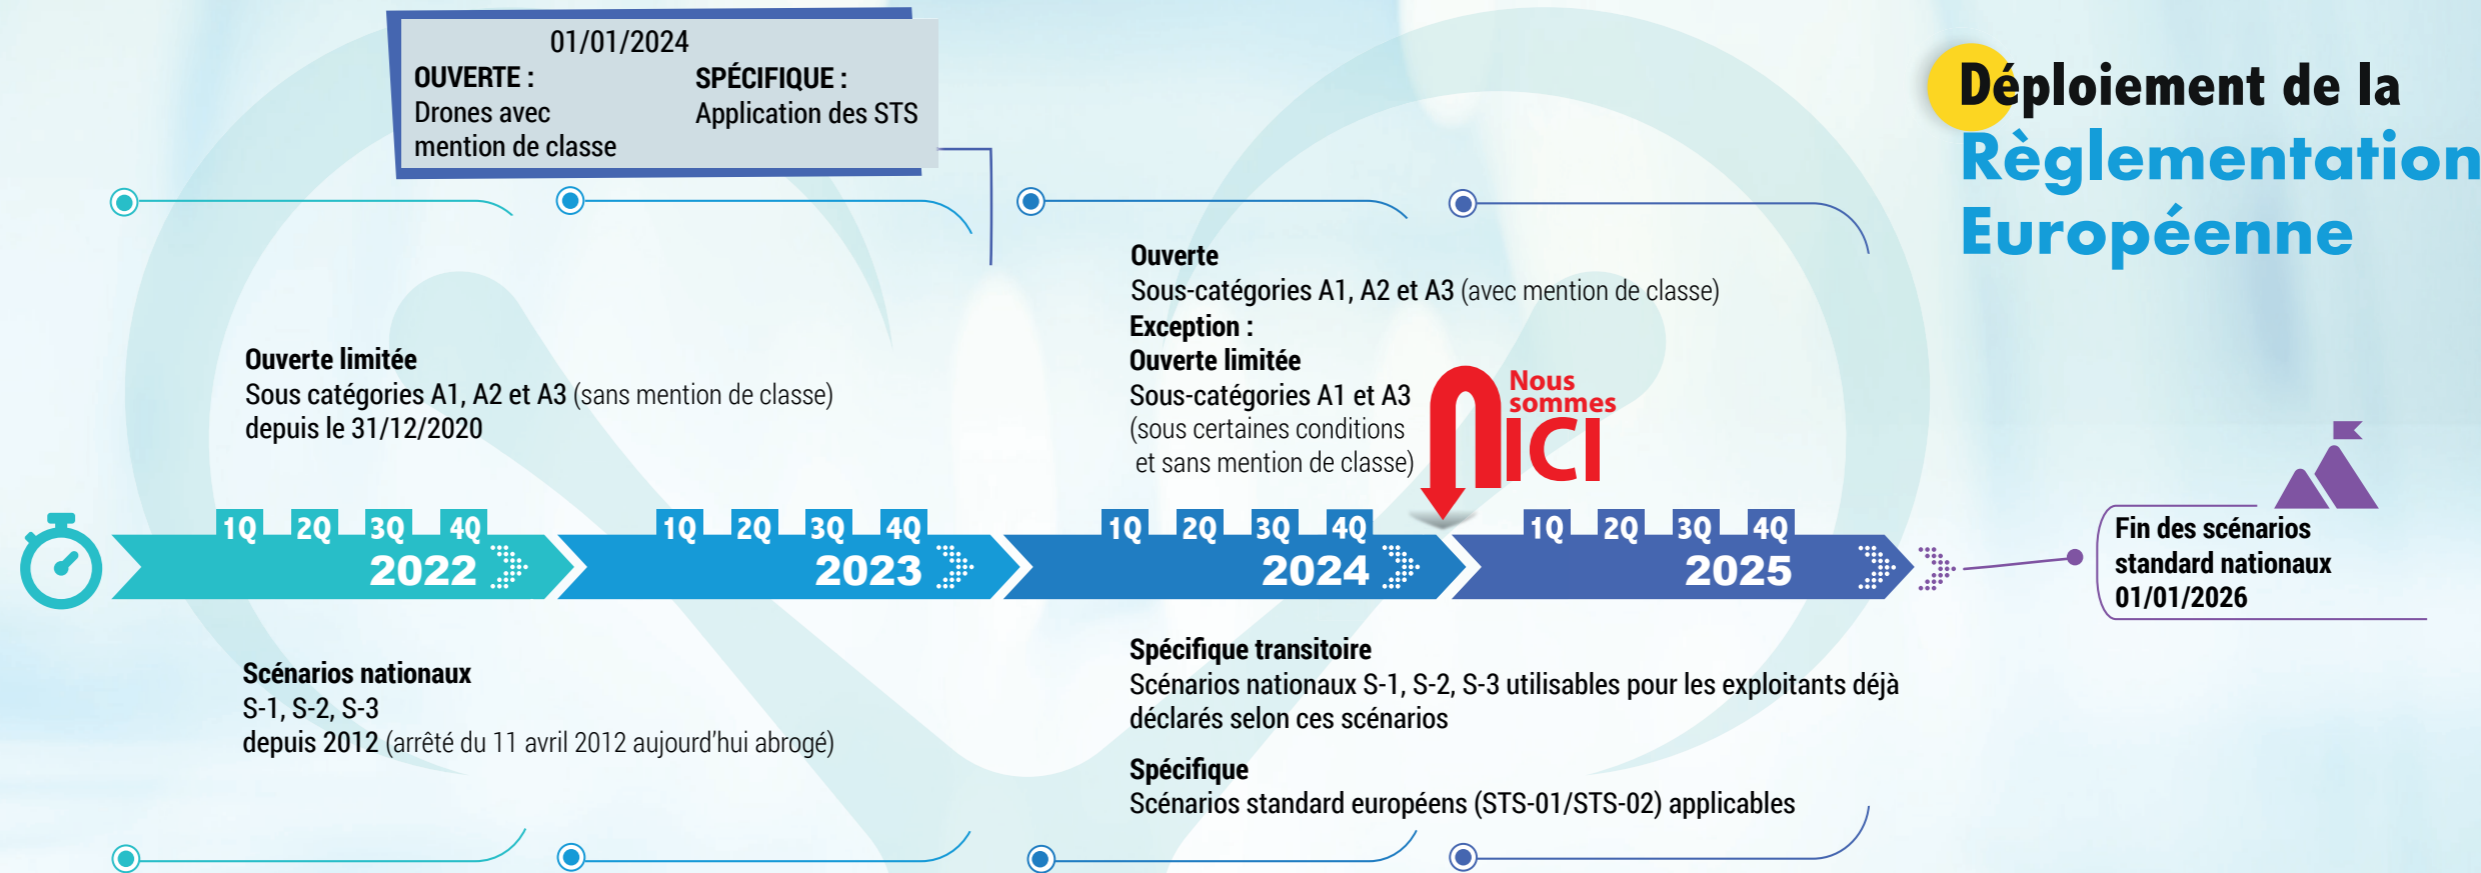 01/01/2024
OUVERTE :
Drones avec
mention de classe
SPÉCIFIQUE :
Application des STS
Déploiement de la
Règlementation
Européenne
Ouverte limitée
Sous catégories A1, A2 et A3 (sans mention de classe)
depuis le 31/12/2020
Ouverte
Sous-catégories A1, A2 et A3 (avec mention de classe)
Exception :
Ouverte limitée
Sous-catégories A1 et A3
(sous certaines conditions
et sans mention de classe)
Nous
sommes
ICI
1Q 2Q 3Q 4Q
2022
1Q 2Q 3Q 4Q
2023
1Q 2Q 3Q 4Q
2024
1Q 2Q 3Q 4Q
2025
Fin des scénarios
standard nationaux
01/01/2026
Scénarios nationaux
S-1, S-2, S-3
depuis 2012 (arrêté du 11 avril 2012 aujourd'hui abrogé)
Spécifique transitoire
Scénarios nationaux S-1, S-2, S-3 utilisables pour les exploitants déjà
déclarés selon ces scénarios
Spécifique
Scénarios standard européens (STS-01/STS-02) applicables